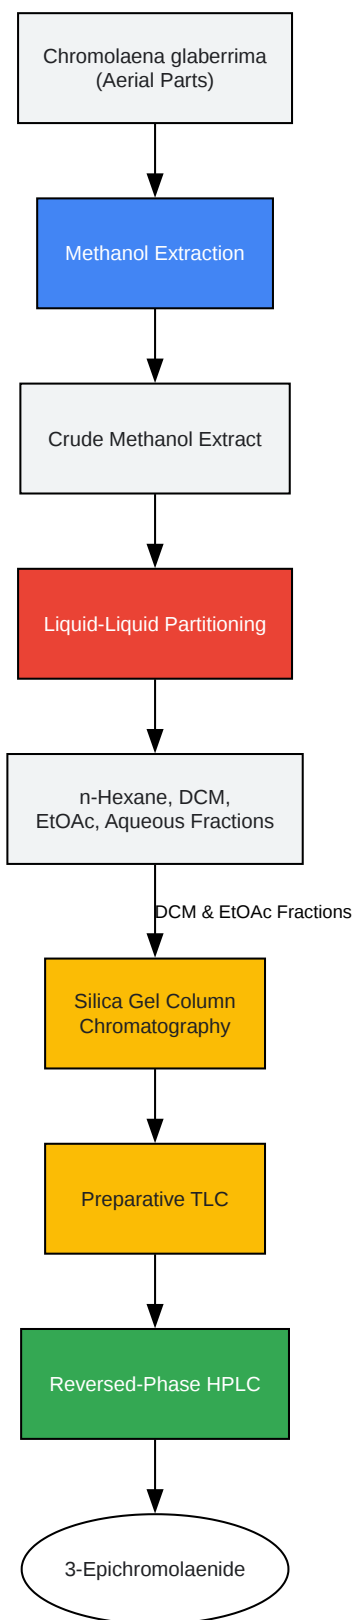 Chromolaena glaberrima
(Aerial Parts)
Methanol Extraction
Crude Methanol Extract
Liquid-Liquid Partitioning
n-Hexane, DCM,
EtOAc, Aqueous Fractions
DCM & EtOAc Fractions
Silica Gel Column
Chromatography
Preparative TLC
Reversed-Phase HPLC
3-Epichromolaenide